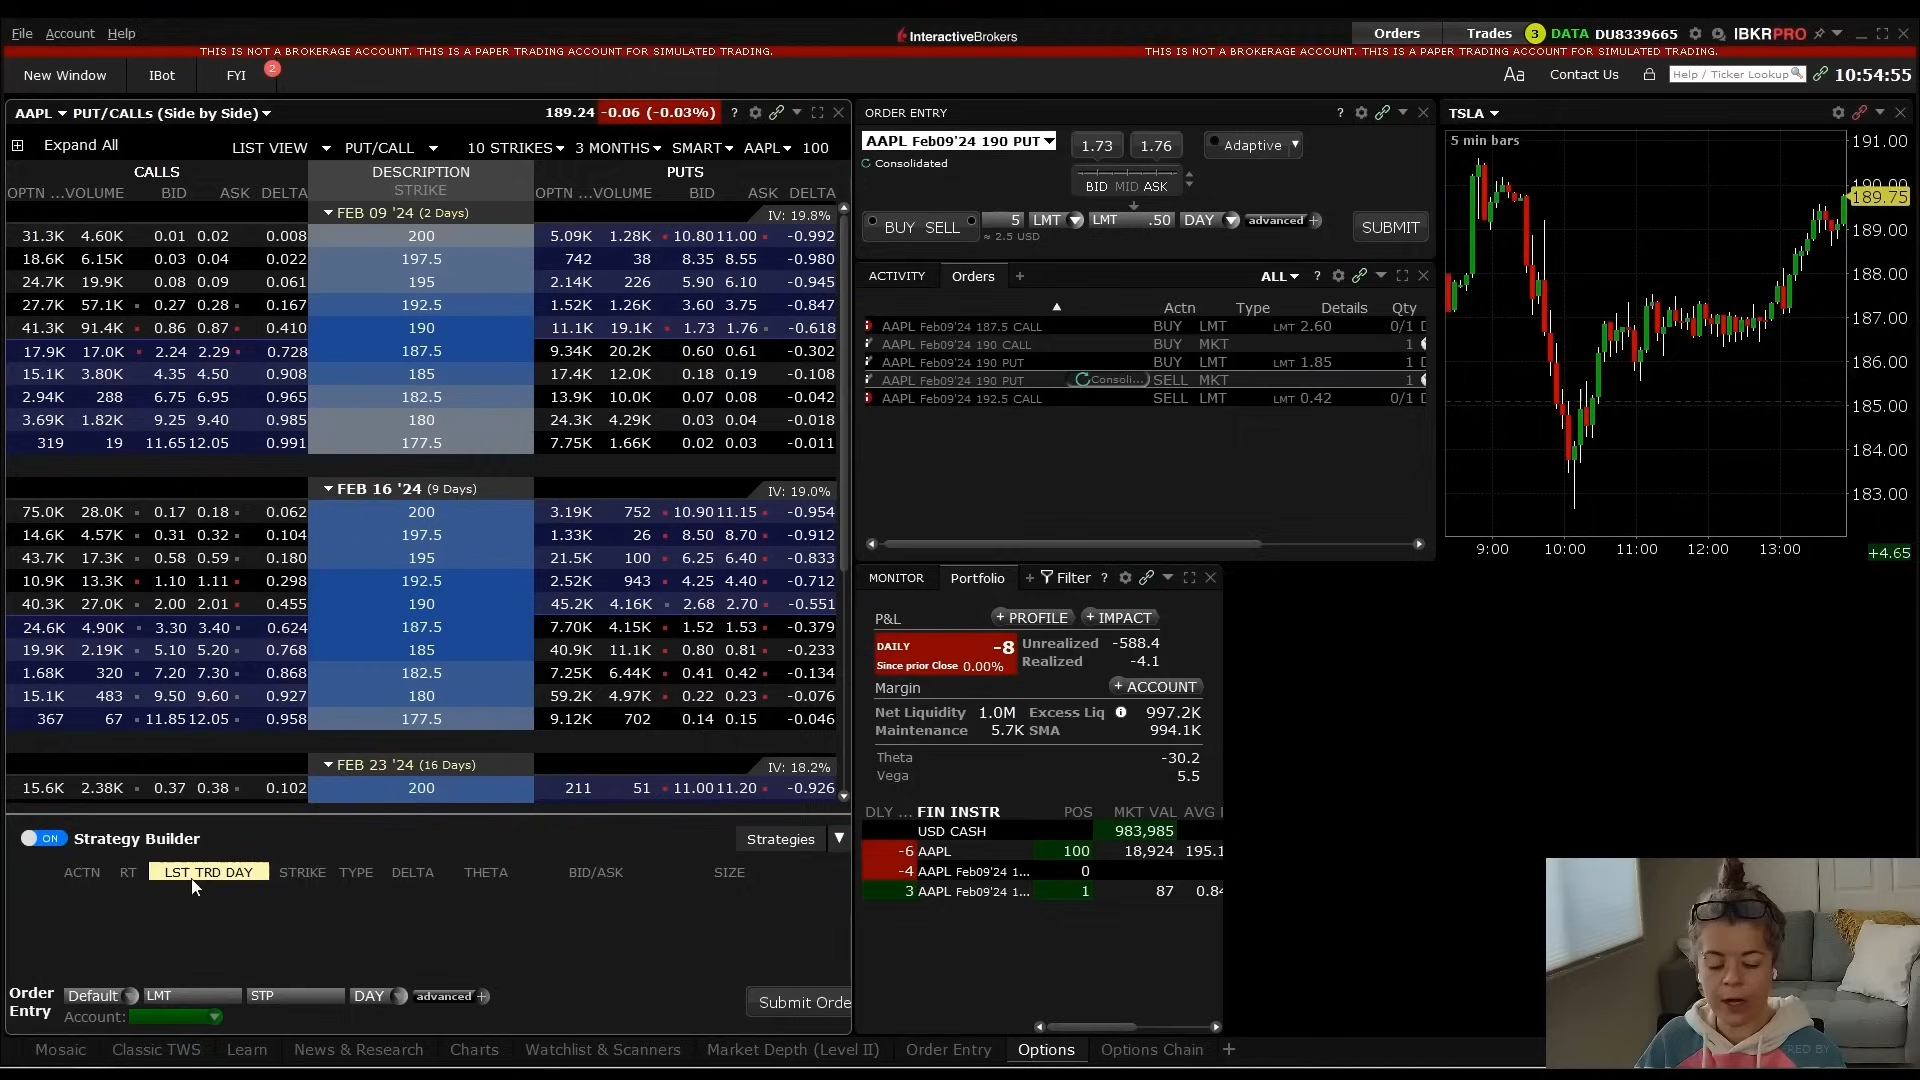 File Account Help
InteractiveBrokers
Orders Trades 3 DATA DU8339665 IBKRPRO
THIS IS NOT A BROKERAGE ACCOUNT. THIS IS A PAPER TRADING ACCOUNT FOR SIMULATED TRADING.
THIS IS NOT A BROKERAGE ACCOUNT. THIS IS A PAPER TRADING ACCOUNT FOR SIMULATED TRADING.
New Window IBot FYI 2
Aa Contact Us Help / Ticker Lookup 10:54:55
AAPL PUT/CALLs (Side by Side) 189.24 -0.06 (-0.03%) ?
Expand All LIST VIEW PUT/CALL 10 STRIKES 3 MONTHS SMART AAPL 100
CALLS DESCRIPTION PUTS
OPTN ... VOLUME BID ASK DELTA STRIKE OPTN ... VOLUME BID ASK DELTA
FEB 09 '24 (2 Days) IV: 19.8%
31.3K 4.60K 0.01 0.02 0.008 200 5.09K 1.28K 10.80 11.00 -0.992
18.6K 6.15K 0.03 0.04 0.022 197.5 742 38 8.35 8.55 -0.980
24.7K 19.9K 0.08 0.09 0.061 195 2.14K 226 5.90 6.10 -0.945
27.7K 57.1K 0.27 0.28 0.167 192.5 1.52K 1.26K 3.60 3.75 -0.847
41.3K 91.4K 0.86 0.87 0.410 190 11.1K 19.1K 1.73 1.76 -0.618
17.9K 17.0K 2.24 2.29 0.728 187.5 9.34K 20.2K 0.60 0.61 -0.302
15.1K 3.80K 4.35 4.50 0.908 185 17.4K 12.0K 0.18 0.19 -0.108
2.94K 288 6.75 6.95 0.965 182.5 13.9K 10.0K 0.07 0.08 -0.042
3.69K 1.82K 9.25 9.40 0.985 180 24.3K 4.29K 0.03 0.04 -0.018
319 19 11.65 12.05 0.991 177.5 7.75K 1.66K 0.02 0.03 -0.011
FEB 16 '24 (9 Days) IV: 19.0%
75.0K 28.0K 0.17 0.18 0.062 200 3.19K 752 10.90 11.15 -0.954
14.6K 4.57K 0.31 0.32 0.104 197.5 1.33K 26 8.50 8.70 -0.912
43.7K 17.3K 0.58 0.59 0.180 195 21.5K 100 6.25 6.40 -0.833
10.9K 13.3K 1.10 1.11 0.298 192.5 2.52K 943 4.25 4.40 -0.712
40.3K 27.0K 2.00 2.01 0.455 190 45.2K 4.16K 2.68 2.70 -0.551
24.6K 4.90K 3.30 3.40 0.624 187.5 7.70K 4.15K 1.52 1.53 -0.379
19.9K 2.19K 5.10 5.20 0.768 185 40.9K 11.1K 0.80 0.81 -0.233
1.68K 320 7.20 7.30 0.868 182.5 7.25K 6.44K 0.41 0.42 -0.134
15.1K 483 9.50 9.60 0.927 180 59.2K 4.97K 0.22 0.23 -0.076
367 67 11.85 12.05 0.958 177.5 9.12K 702 0.14 0.15 -0.046
FEB 23 '24 (16 Days) IV: 18.2%
15.6K 2.38K 0.37 0.38 0.102 200 211 51 11.00 11.20 -0.926
ON Strategy Builder Strategies
ACTN RT LST TRD DAY STRIKE TYPE DELTA THETA BID/ASK SIZE
Order Entry Default LMT STP DAY advanced + Submit Orde
Account:
ORDER ENTRY ?
AAPL Feb09'24 190 PUT 1.73 1.76 Adaptive
Consolidated
BID MID ASK
BUY SELL 5 LMT LMT .50 DAY advanced + SUBMIT
≈ 2.5 USD
ACTIVITY Orders + ALL ?
Actn Type Details Qty
AAPL Feb09'24 187.5 CALL BUY LMT LMT 2.60 0/1
AAPL Feb09'24 190 CALL BUY MKT 1
AAPL Feb09'24 190 PUT BUY LMT LMT 1.85 1
AAPL Feb09'24 190 PUT Consoli... SELL MKT 1
AAPL Feb09'24 192.5 CALL SELL LMT LMT 0.42 0/1
MONITOR Portfolio + Filter ?
P&L + PROFILE + IMPACT
DAILY -8 Unrealized -588.4
Since prior Close 0.00% Realized -4.1
Margin + ACCOUNT
Net Liquidity 1.0M Excess Liq 997.2K
Maintenance 5.7K SMA 994.1K
Theta -30.2
Vega 5.5
DLY ... FIN INSTR POS MKT VAL AVG
USD CASH 983,985
-6 AAPL 100 18,924 195.1
-4 AAPL Feb09'24 1... 0
3 AAPL Feb09'24 1... 1 87 0.84
TSLA
5 min bars
191.00
190.00
189.75
189.00
188.00
187.00
186.00
185.00
184.00
183.00
9:00 10:00 11:00 12:00 13:00
+4.65
Mosaic Classic TWS Learn News & Research Charts Watchlist & Scanners Market Depth (Level II) Order Entry Options Options Chain +